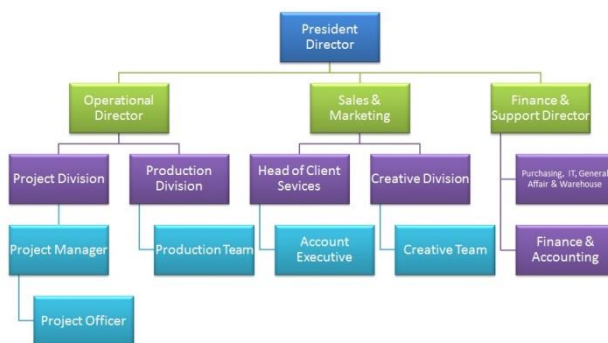 President
Director
Operational
Director
Sales &
Marketing
Finance &
Support Director
Project Division
Production
Division
Head of Client
Sevices
Creative Division
Purchasing, IT, General
Affair & Warehouse
Project Manager
Production Team
Account
Executive
Creative Team
Finance &
Accounting
Project Officer